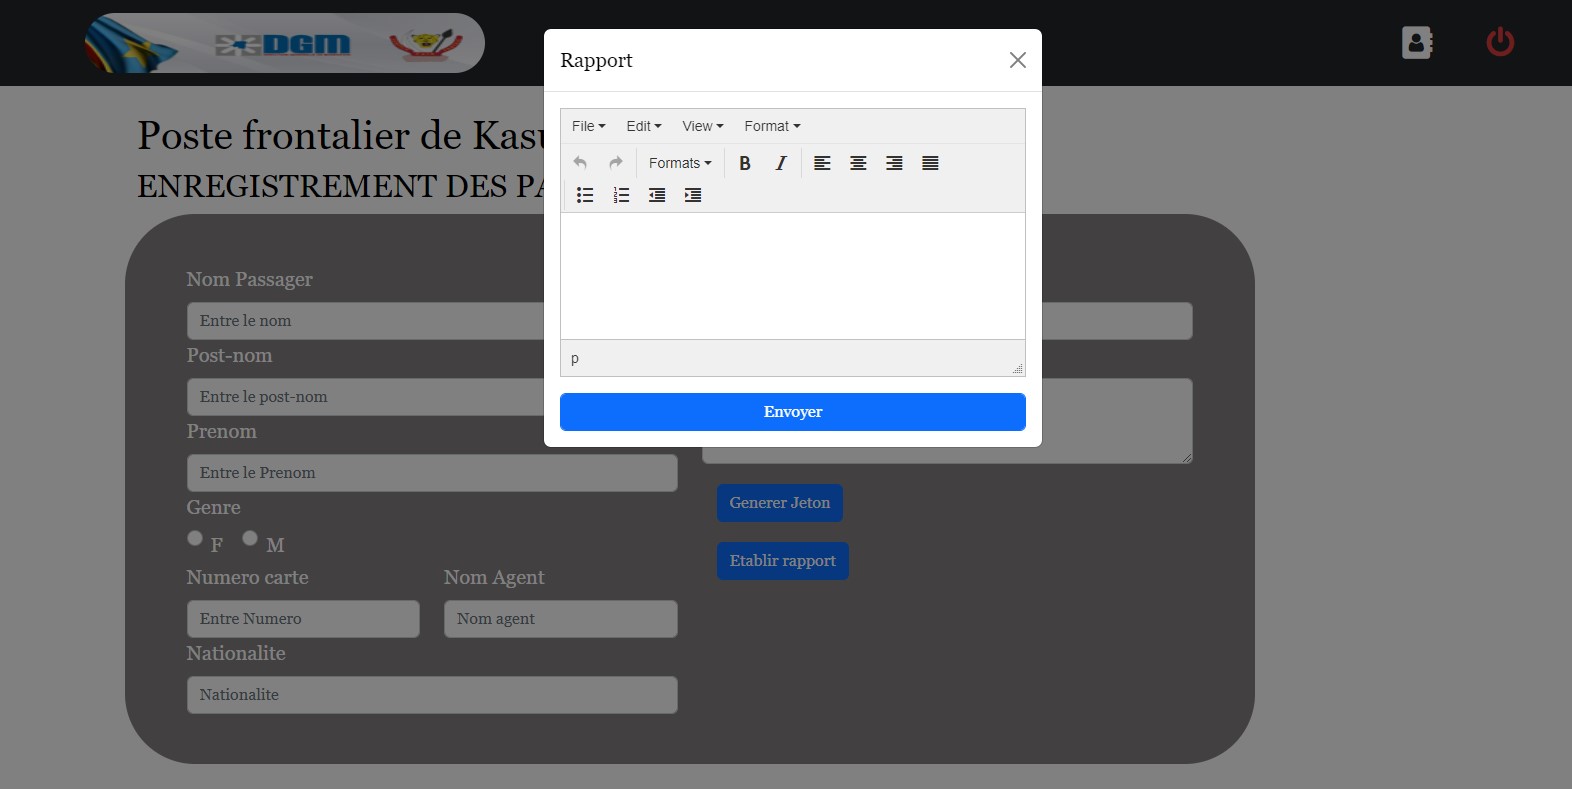 DGM
Rapport
File Edit View Format
Formats B I
p
Envoyer
Poste frontalier de
ENREGISTREMENT DES
Nom Passager
Entre le nom
Post-nom
Entre le post-nom
Prenom
Entre le Prenom
Genre
F M
Numero carte Nom Agent
Entre Numero Nom agent
Nationalite
Nationalite
Generer Jeton
Etablir rapport